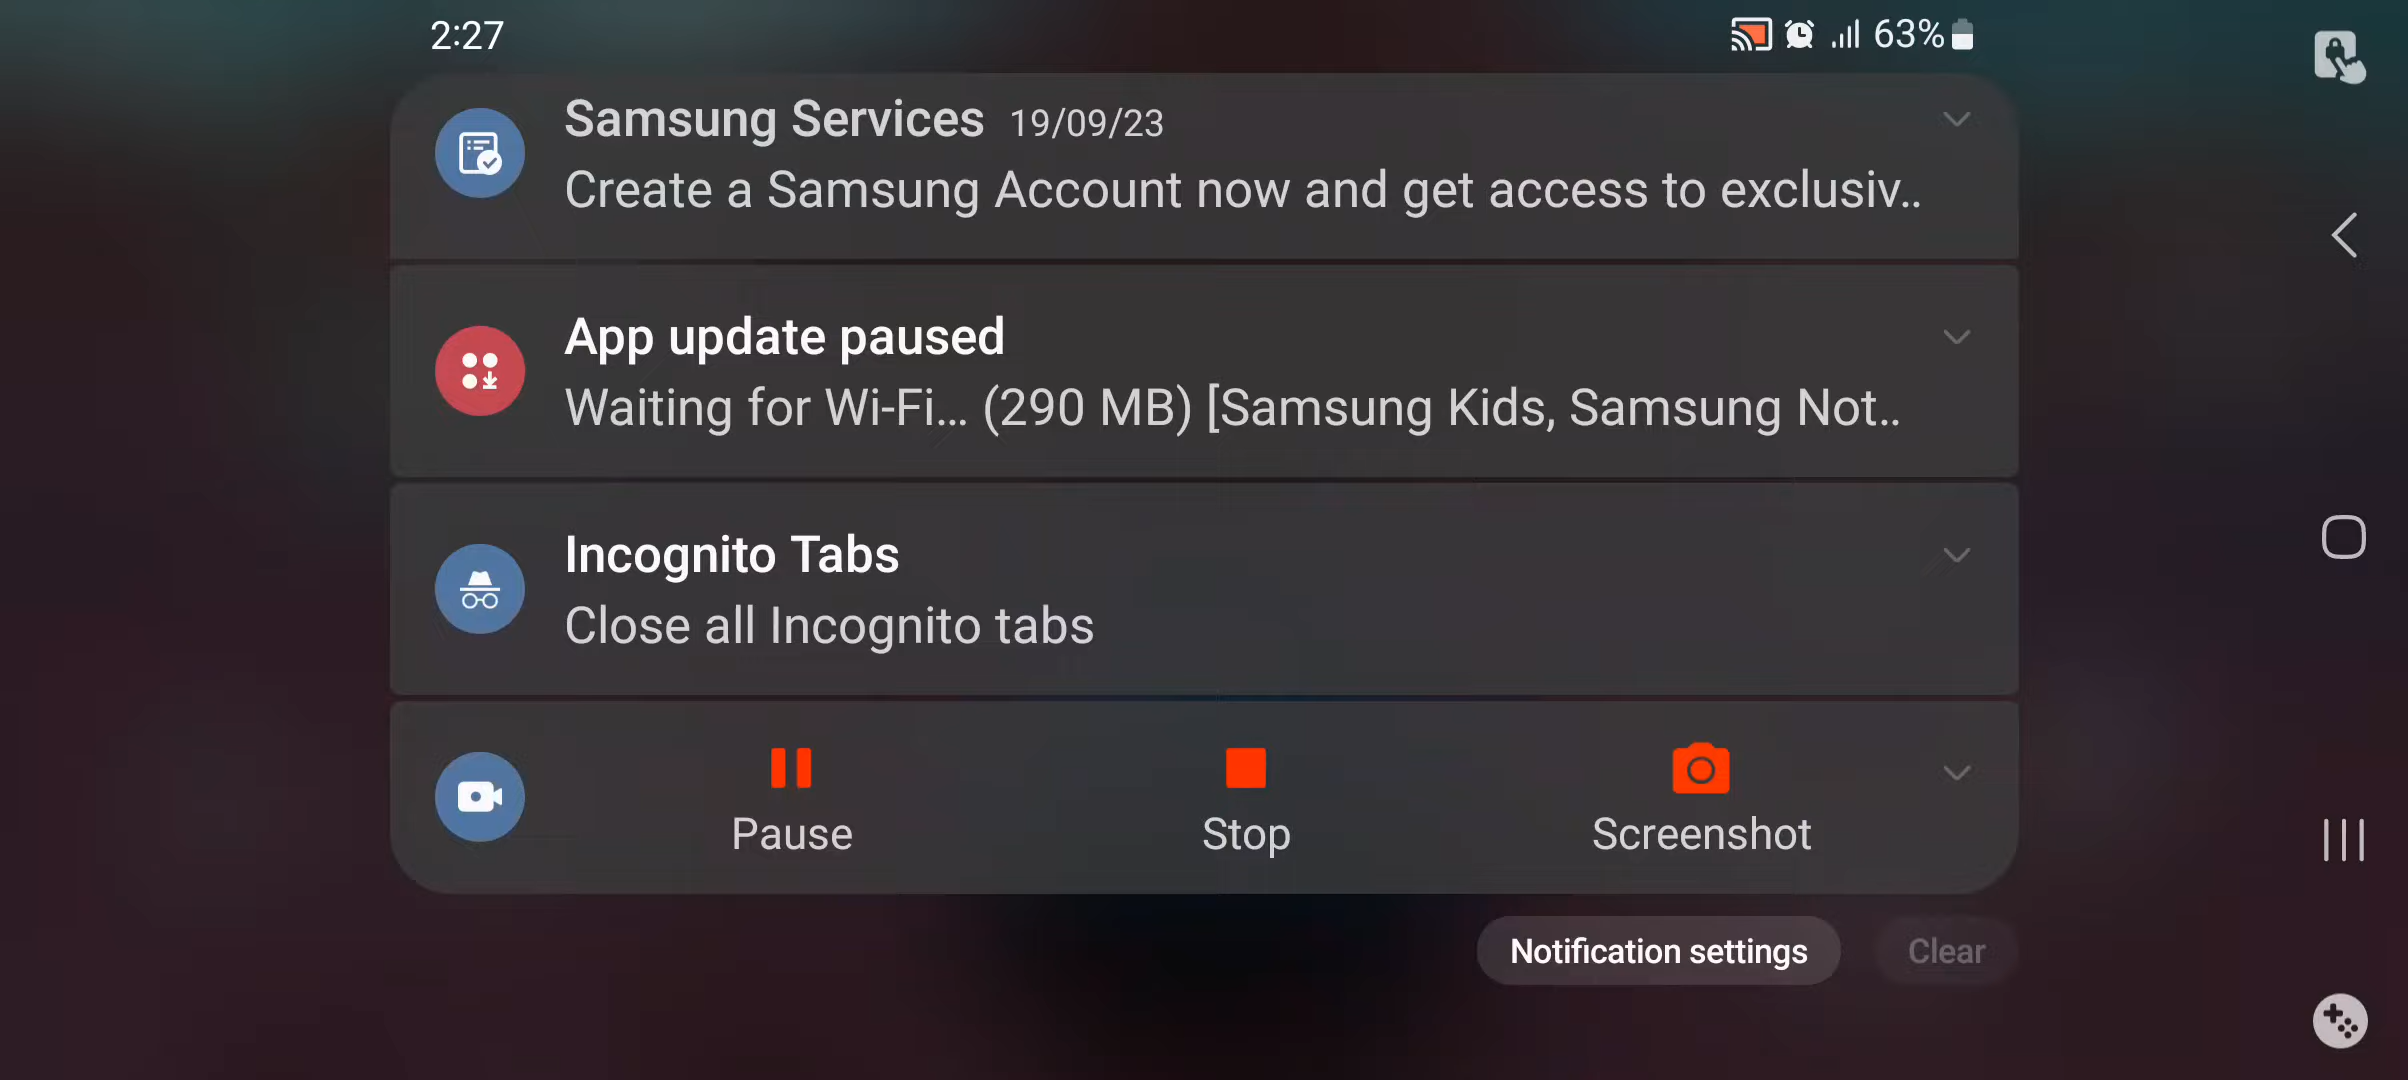 2:27
63%
Samsung Services 19/09/23
Create a Samsung Account now and get access to exclusiv..
App update paused
Waiting for Wi-Fi... (290 MB) [Samsung Kids, Samsung Not..
Incognito Tabs
Close all Incognito tabs
Pause
Stop
Screenshot
Notification settings
Clear